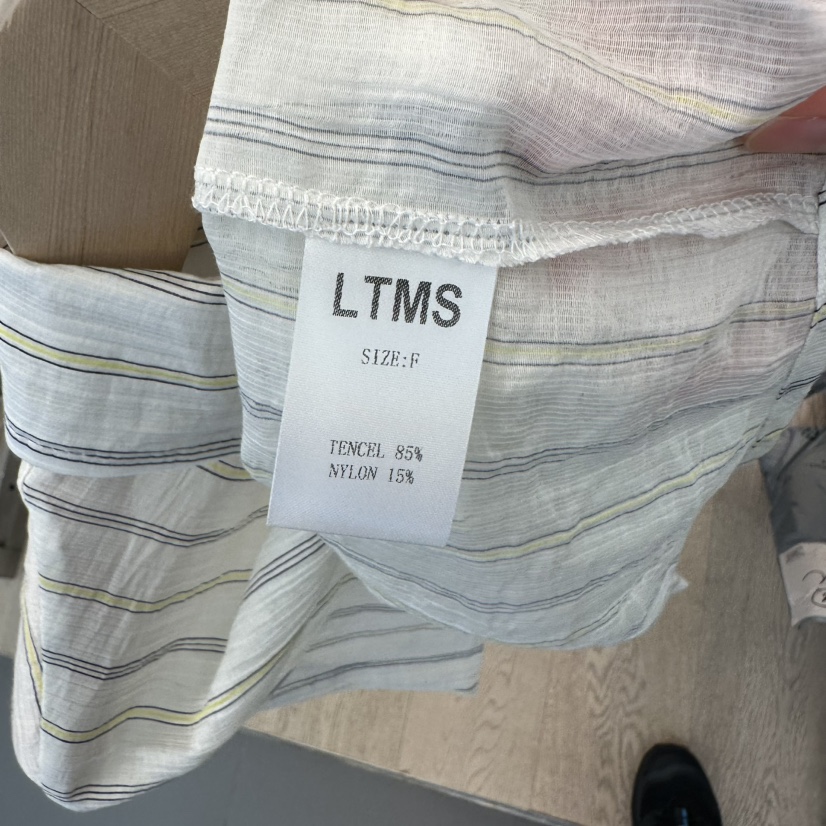 LTMS
SIZE:F
TENCEL 85%
NYLON 15%